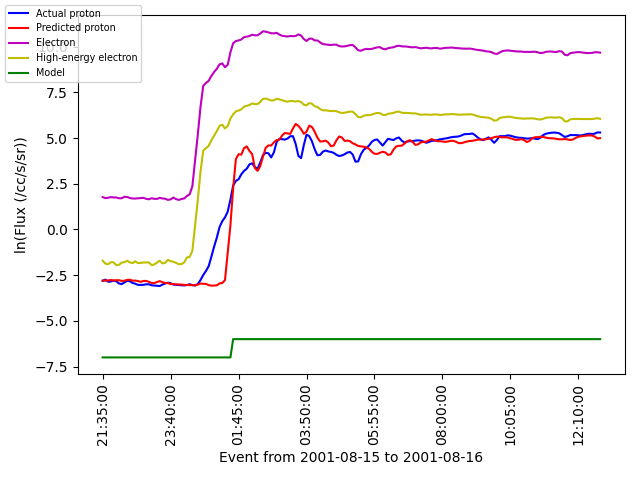 Actual proton
Predicted proton
Electron
High-energy electron
Model
10.0
7.5
5.0
2.5
0.0
−2.5
−5.0
−7.5
ln(Flux (/cc/s/sr))
21:35:00
23:40:00
01:45:00
03:50:00
05:55:00
08:00:00
10:05:00
12:10:00
Event from 2001-08-15 to 2001-08-16